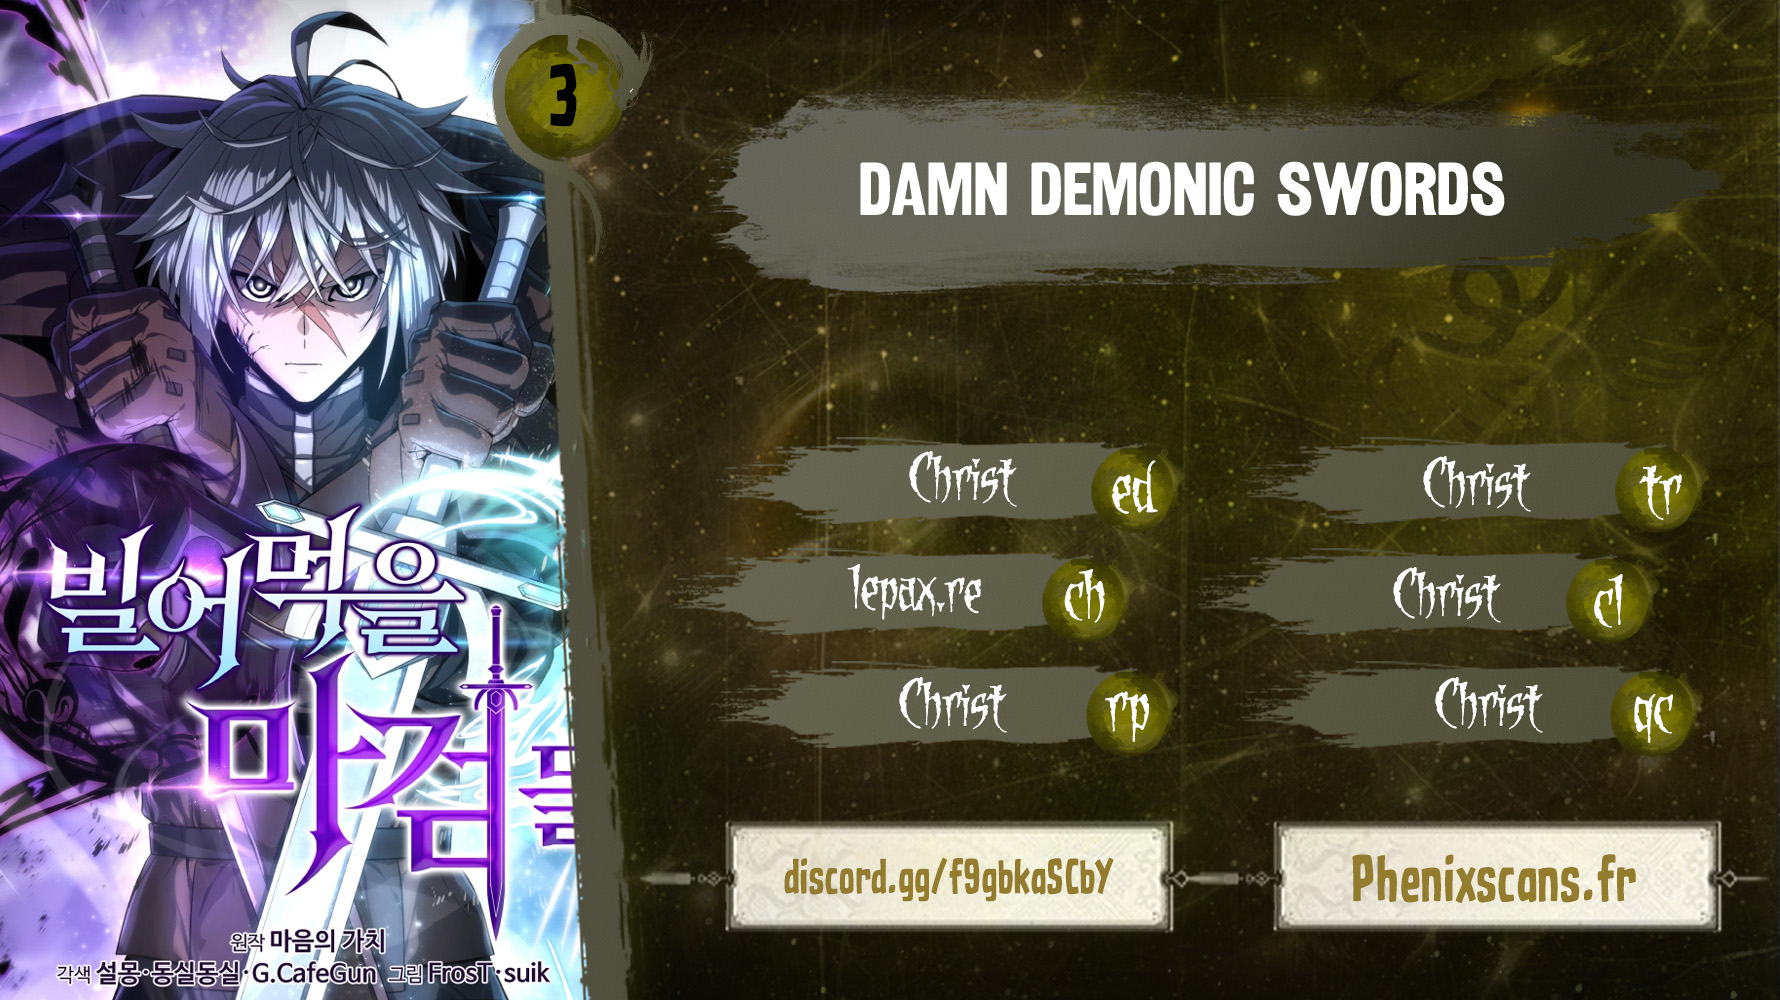 3
DAMN DEMONIC SWORDS
Christ ed
Christ tr
lepax.re ch
Christ cl
Christ rp
Christ qc
discord.gg/f9gbkaSCbY
Phenixscans.fr
빌어먹을
마검들
원작 마음의 가치
각색 설몽·동실동실·G.CafeGun 그림 FrosT·suik